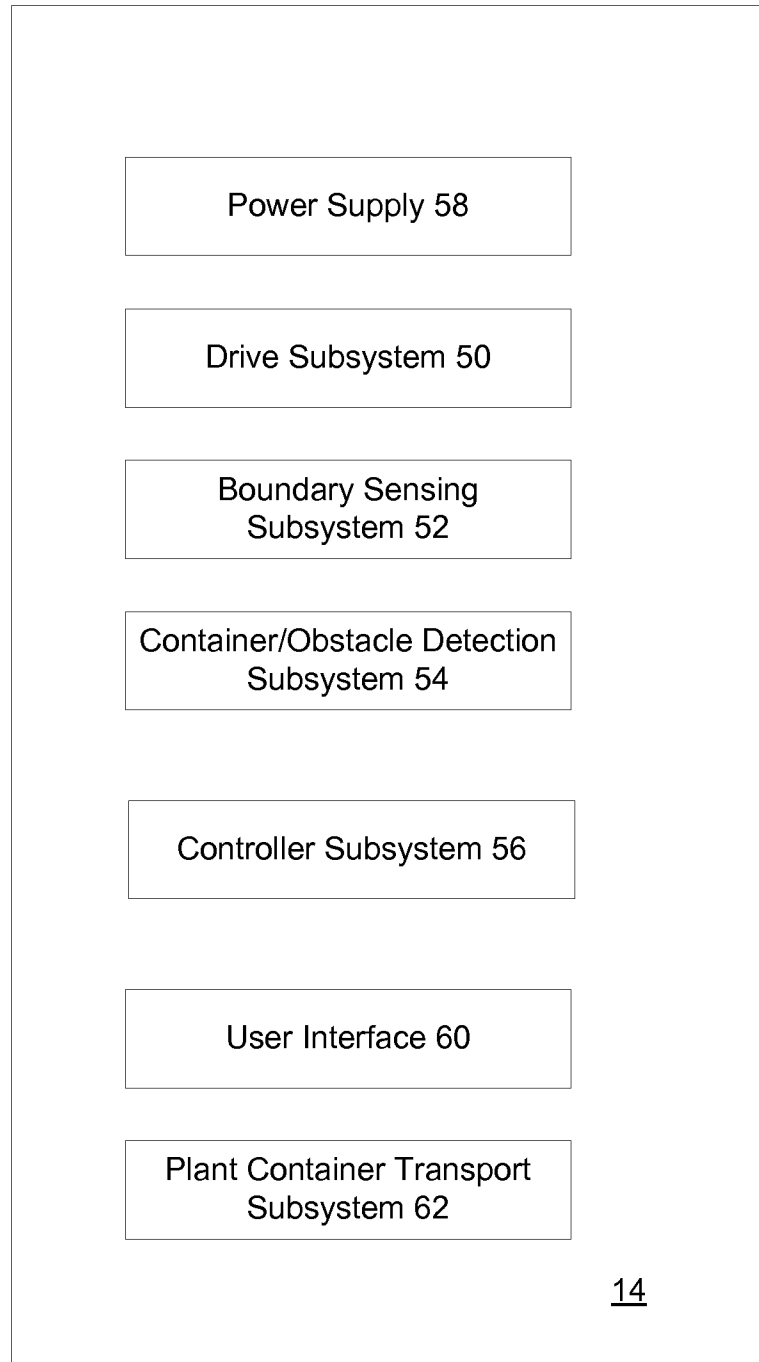 Power Supply 58
Drive Subsystem 50
Boundary Sensing
Subsystem 52
Container/Obstacle Detection
Subsystem 54
Controller Subsystem 56
User Interface 60
Plant Container Transport
Subsystem 62
14